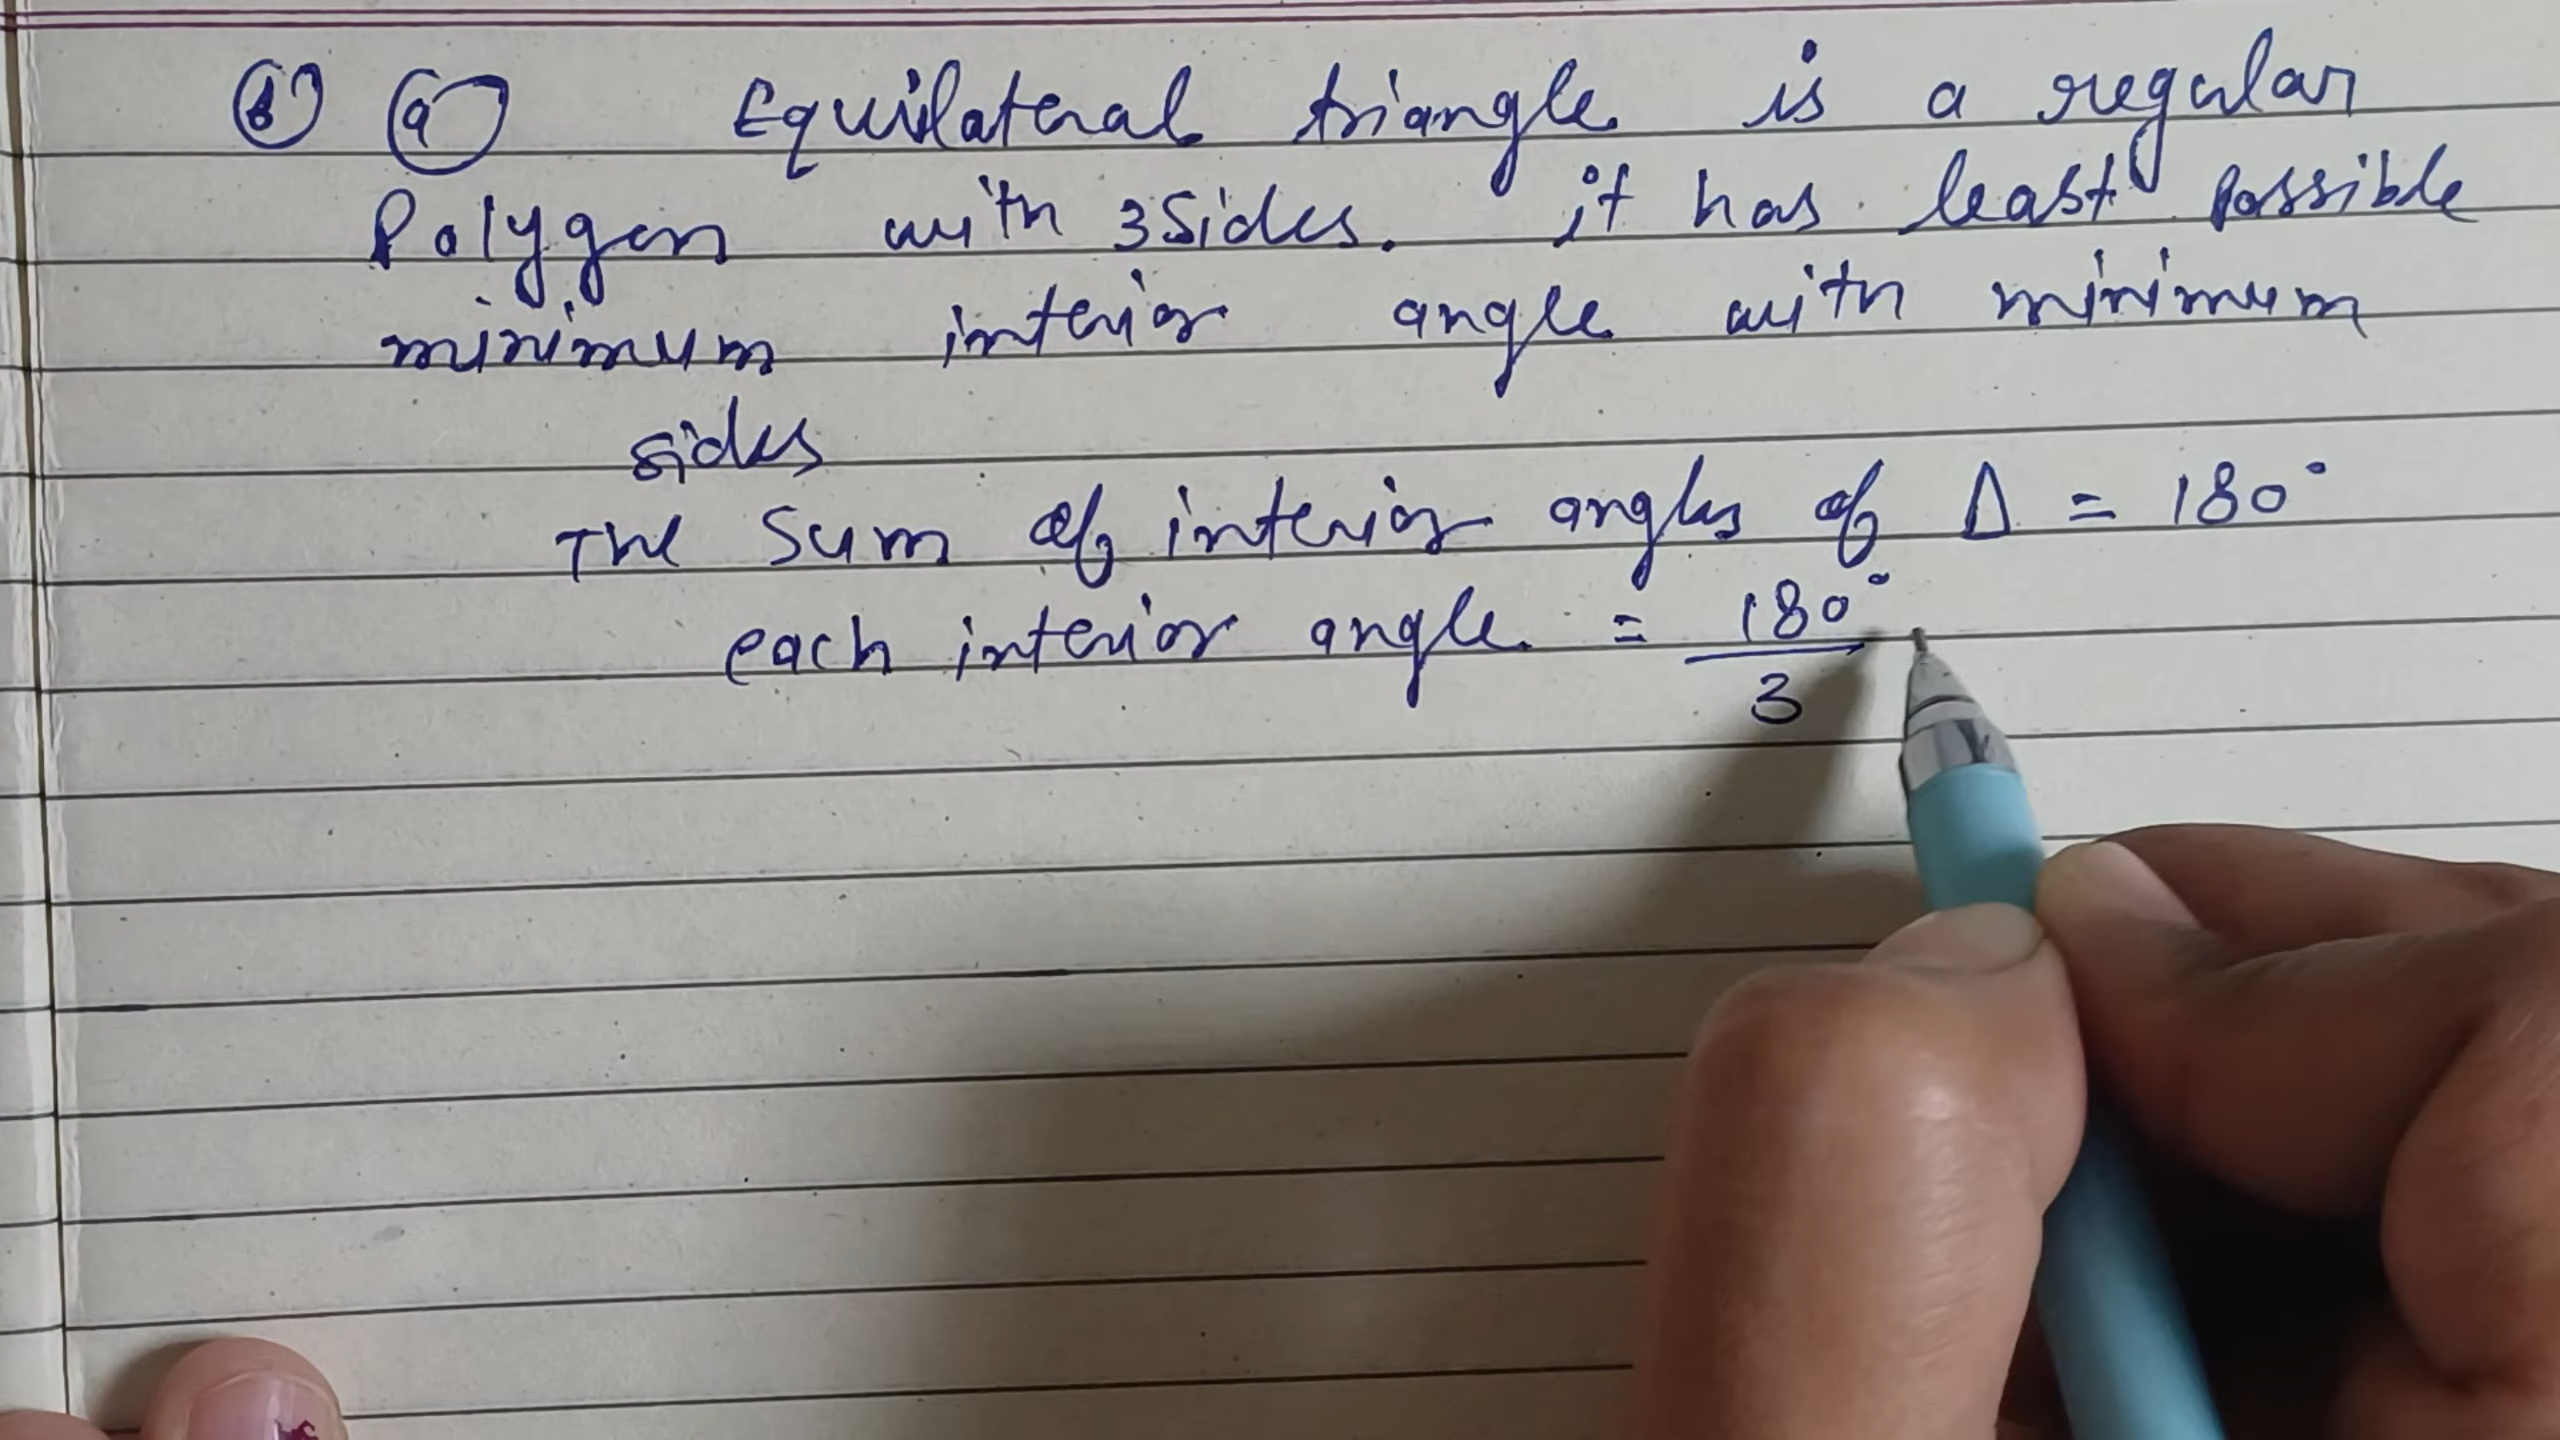 6 a Equilateral triangle is a regular
Polygon with 3 sides. it has least possible
minimum interior angle with minimum
sides
The sum of interior angles of Δ = 180°
each interior angle = 180° / 3